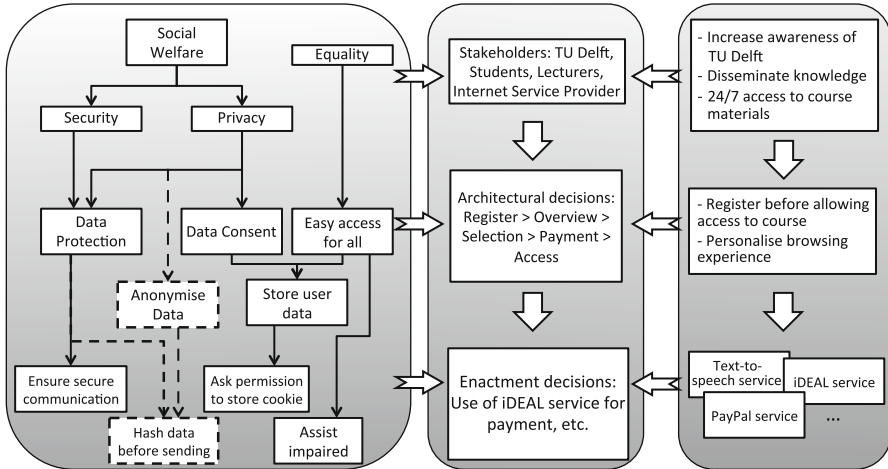 Social
Welfare
Equality
Security
Privacy
Data
Protection
Data Consent
Easy access
for all
Anonymise
Data
Store user
data
Ensure secure
communication
Ask permission
to store cookie
Hash data
before sending
Assist
impaired
Stakeholders: TU Delft,
Students, Lecturers,
Internet Service Provider
Architectural decisions:
Register > Overview >
Selection > Payment >
Access
Enactment decisions:
Use of iDEAL service for
payment, etc.
- Increase awareness of
TU Delft
- Disseminate knowledge
- 24/7 access to course
materials
- Register before allowing
access to course
- Personalise browsing
experience
Text-to-
speech service
iDEAL service
PayPal service
...